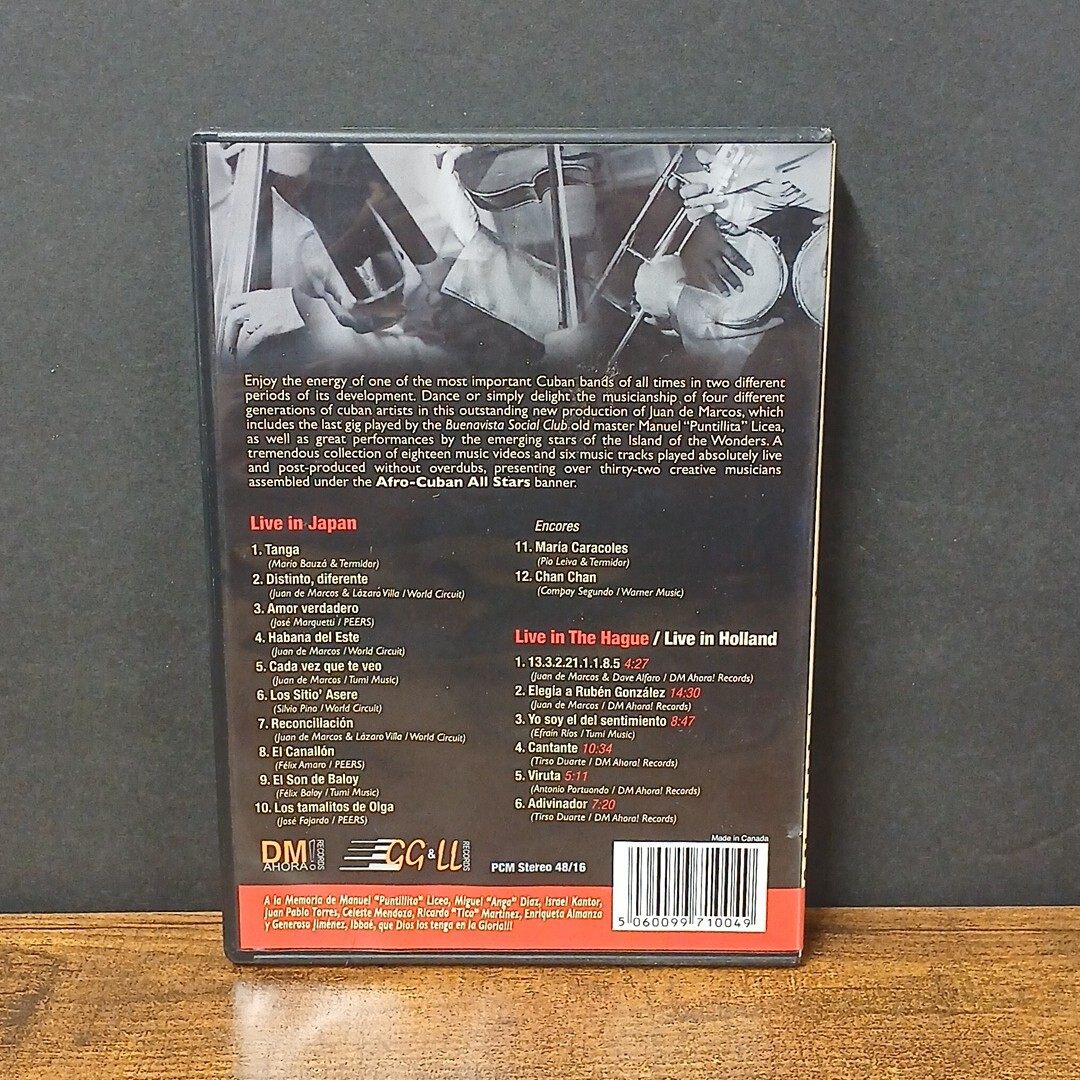 Enjoy the energy of one of the most important Cuban bands of all times in two different
periods of its development. Dance or simply delight the musicianship of four different
generations of cuban artists in this outstanding new production of Juan de Marcos, which
includes the last gig played by the Buenavista Social Club old master Manuel "Puntillita" Licea,
as well as great performances by the emerging stars of the Island of the Wonders. A
tremendous collection of eighteen music videos and six music tracks played absolutely live
and post-produced without overdubs, presenting over thirty-two creative musicians
assembled under the Afro-Cuban All Stars banner.
Live in Japan
1. Tanga
(Mario Bauzá & Termidor)
2. Distinto, diferente
(Juan de Marcos & Lázaro Villa / World Circuit)
3. Amor verdadero
(José Marquetti / PEERS)
4. Habana del Este
(Juan de Marcos / World Circuit)
5. Cada vez que te veo
(Juan de Marcos / Tumi Music)
6. Los Sitio' Asere
(Silvio Pino / World Circuit)
7. Reconcillación
(Juan de Marcos & Lázaro Villa / World Circuit)
8. El Canallón
(Félix Amaro / PEERS)
9. El Son de Baloy
(Félix Baloy / Tumi Music)
10. Los tamalitos de Olga
(José Fajardo / PEERS)
Encores
11. María Caracoles
(Pío Leiva & Termidor)
12. Chan Chan
(Compay Segundo / Warner Music)
Live in The Hague / Live in Holland
1. 13.3.2.21.1.1.8.5 4:27
(Juan de Marcos & Dave Alfaro / DM Ahora! Records)
2. Elegía a Rubén González 14:30
(Juan de Marcos / DM Ahora! Records)
3. Yo soy el del sentimiento 8:47
(Efraín Ríos / Tumi Music)
4. Cantante 10:34
(Tirso Duarte / DM Ahora! Records)
5. Viruta 5:11
(Antonio Portuondo / DM Ahora! Records)
6. Adivinador 7:20
(Tirso Duarte / DM Ahora! Records)
DM AHORA! RECORDS
GG & LL RECORDS
PCM Stereo 48/16
Made in Canada
5 060099 710049
A la Memoria de Manuel "Puntillita" Licea, Miguel "Anga" Díaz, Israel Kantor,
Juan Pablo Torres, Celeste Mendoza, Ricardo "Tico" Martínez, Enriqueta Almanza
y Generoso Jiménez, Ibbaé, que Dios los tenga en la Gloria!!!